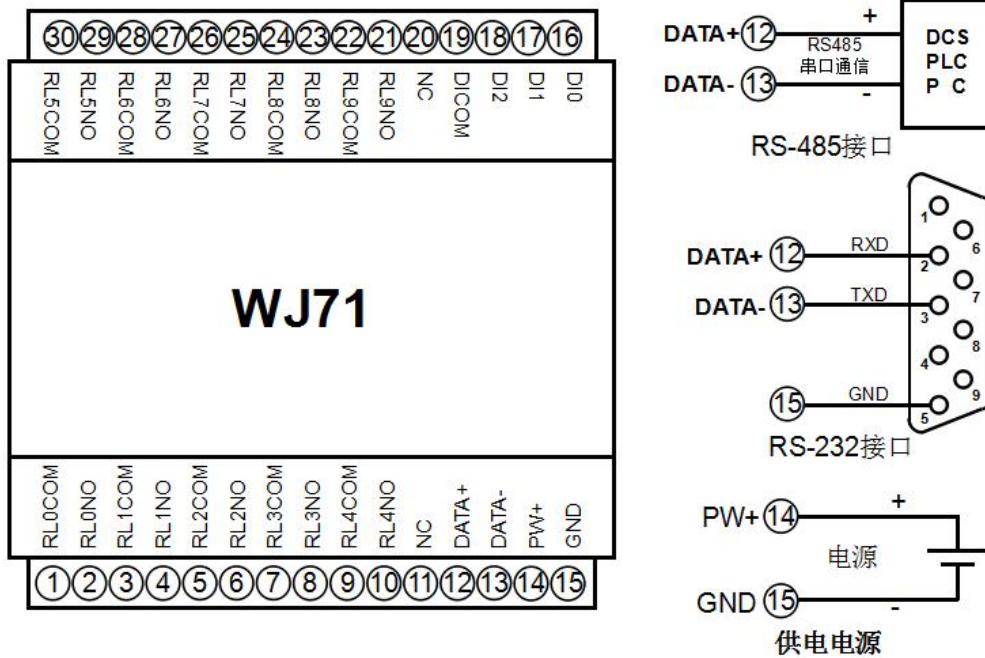 30 29 28 27 26 25 24 23 22 21 20 19 18 17 16
RL5COM RL5NO RL6COM RL6NO RL7COM RL7NO RL8COM RL8NO RL9COM RL9NO NC DICOM DI2 DI1 DI0
WJ71
RL0COM RL0NO RL1COM RL1NO RL2COM RL2NO RL3COM RL3NO RL4COM RL4NO NC DATA+ DATA- PW+ GND
1 2 3 4 5 6 7 8 9 10 11 12 13 14 15
DATA+ 12 + DCS
RS485 PLC
串口通信 P C
DATA- 13 -
RS-485接口
1
6
DATA+ 12 RXD 2
7
DATA- 13 TXD 3
8
4
9
15 GND 5
RS-232接口
PW+ 14 +
电源
GND 15 -
供电电源